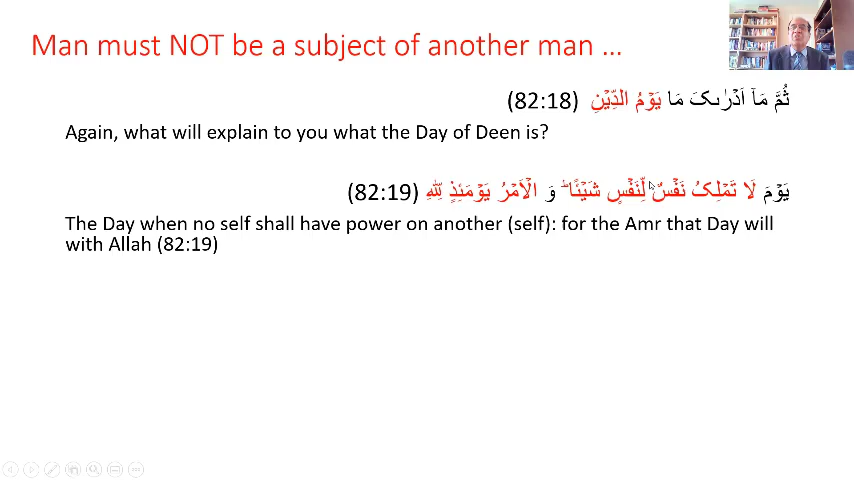 Man must NOT be a subject of another man ...
ثُمَّ مَاۤ اَدۡرٰىکَ مَا یَوۡمُ الدِّیۡنِ (82:18)
Again, what will explain to you what the Day of Deen is?
یَوۡمَ لَا تَمۡلِکُ نَفۡسٌ لِّنَفۡسٍ شَیۡئًا ؕ وَ الۡاَمۡرُ یَوۡمَئِذٍ لِّلّٰہِ (82:19)
The Day when no self shall have power on another (self): for the Amr that Day will
with Allah (82:19)